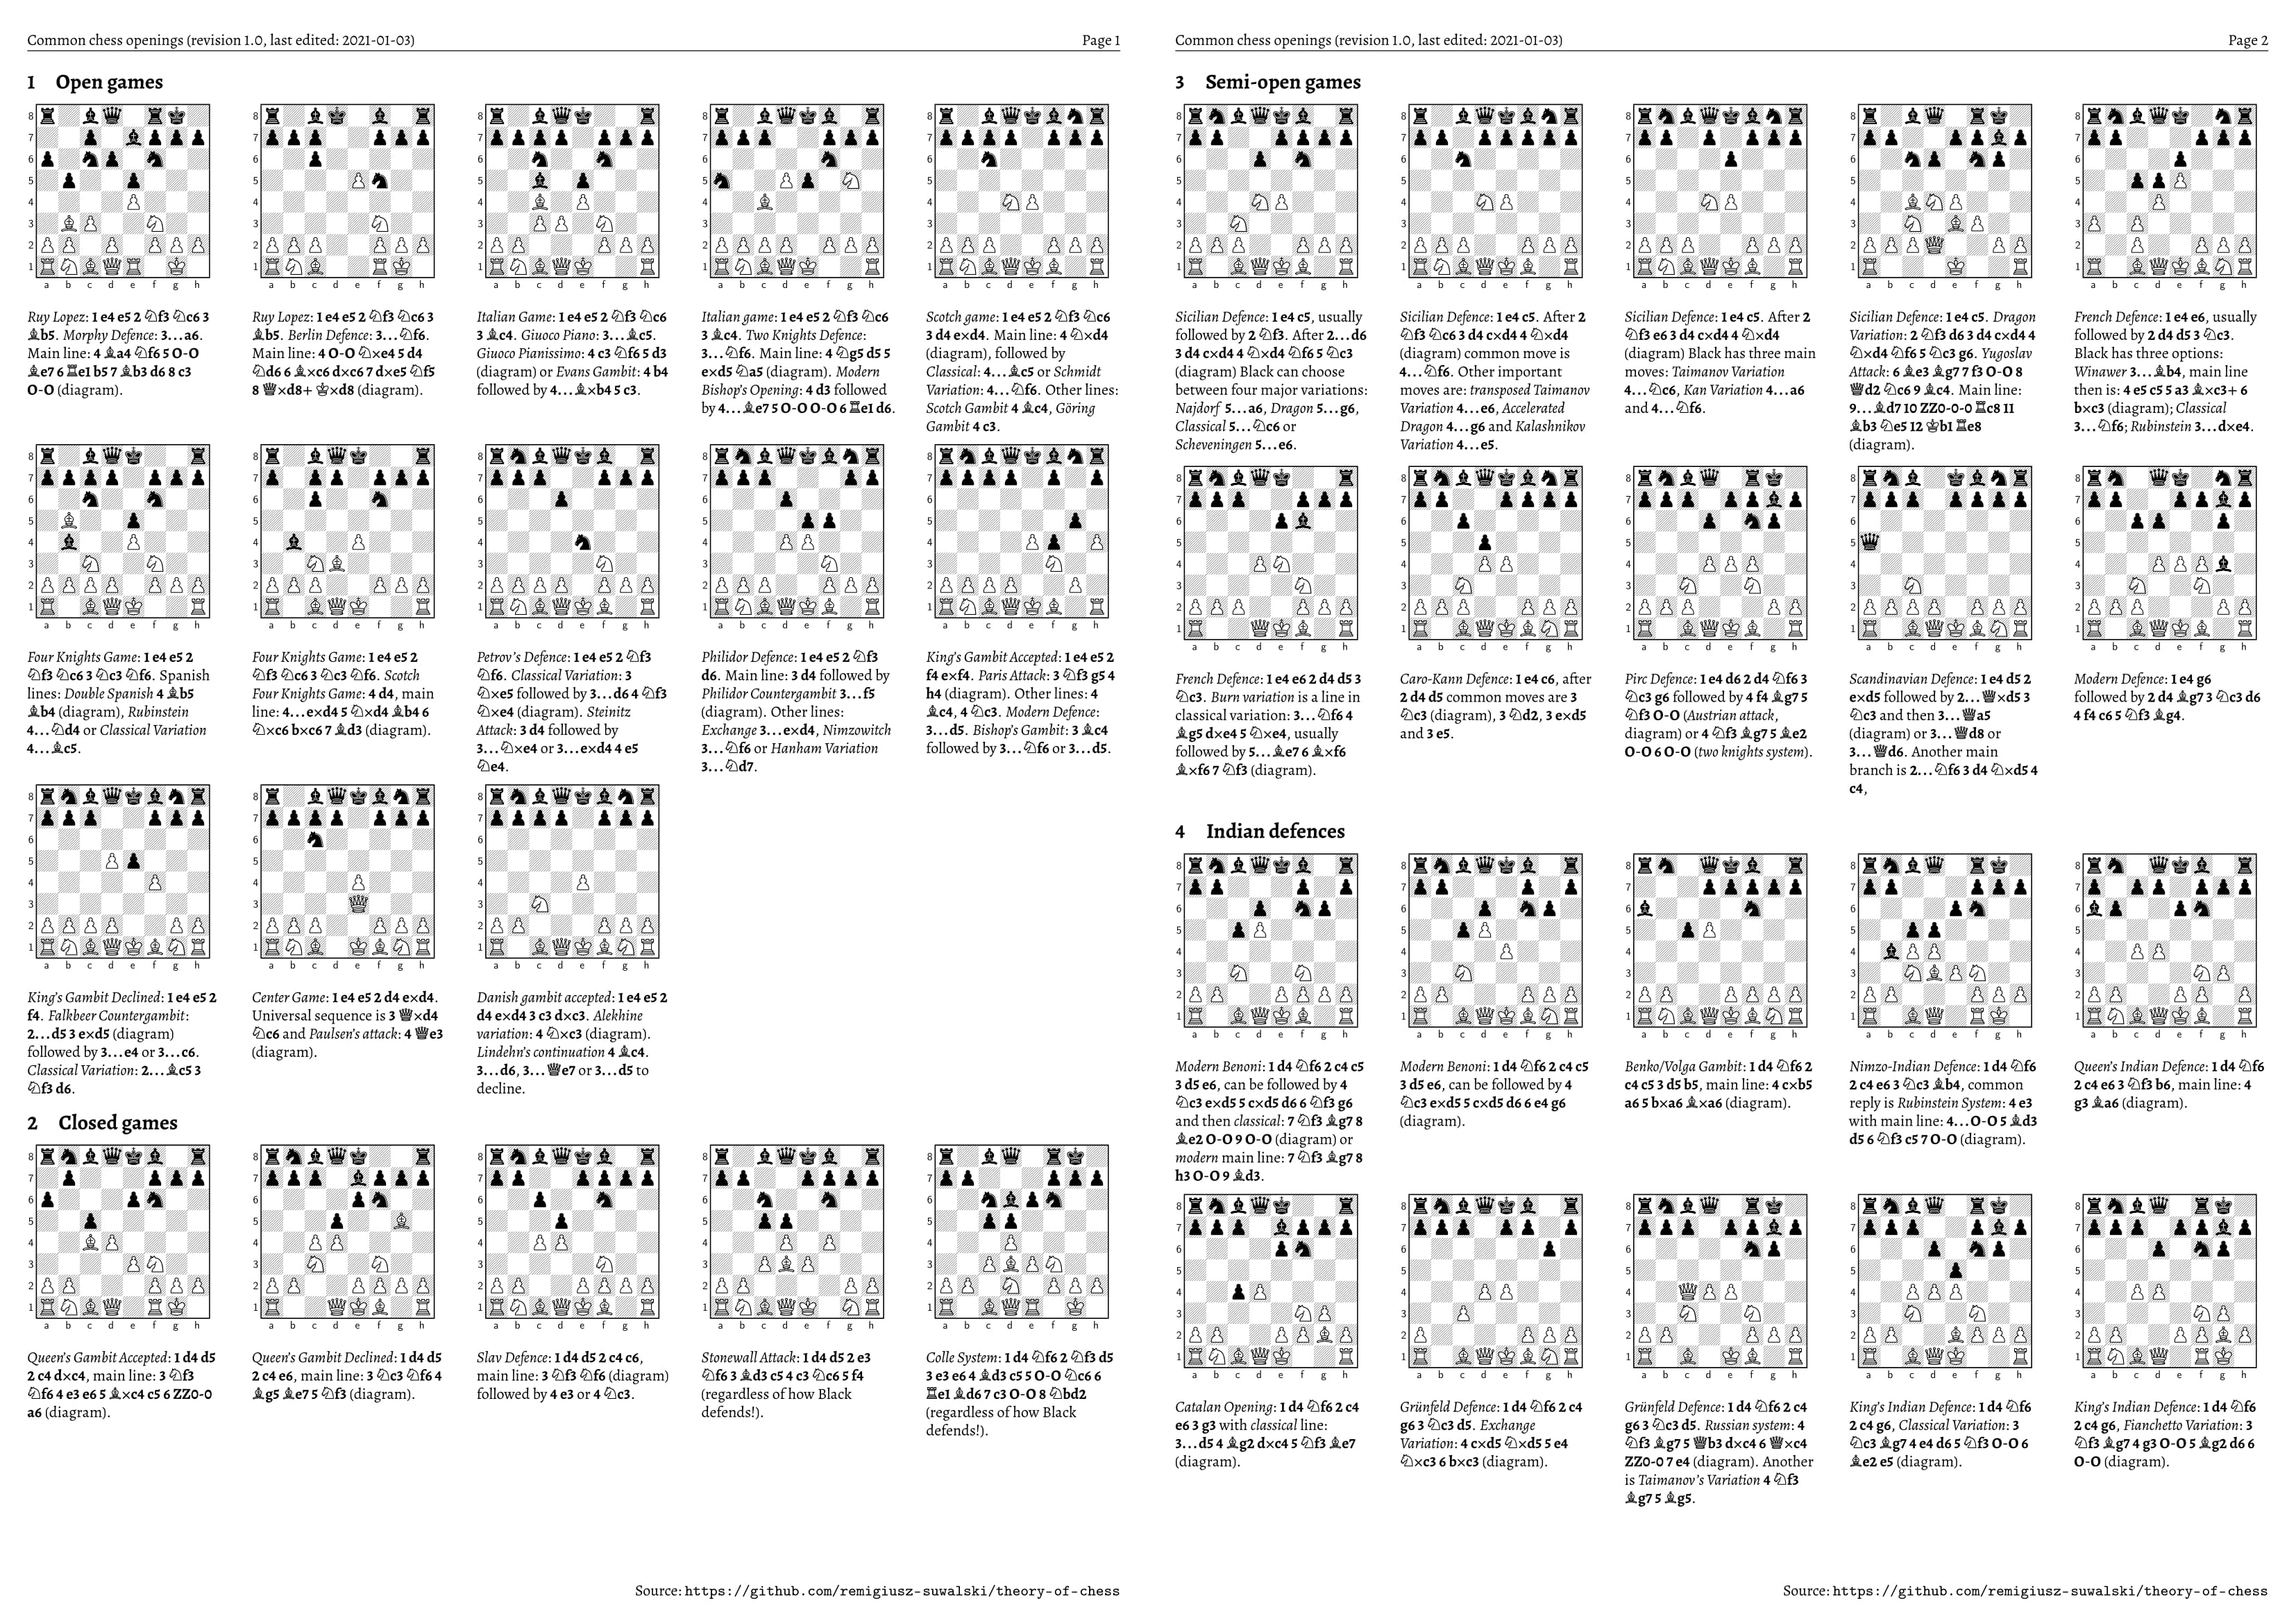 Common chess openings (revision 1.0, last edited: 2021-01-03) Page 1
1 Open games
Ruy Lopez: 1 e4 e5 2 ♘f3 ♘c6 3
♗b5. Morphy Defence: 3…a6.
Main line: 4 ♗a4 ♘f6 5 O-O
♗e7 6 ♖e1 b5 7 ♗b3 d6 8 c3
O-O (diagram).
Ruy Lopez: 1 e4 e5 2 ♘f3 ♘c6 3
♗b5. Berlin Defence: 3…♘f6.
Main line: 4 O-O ♘×e4 5 d4
♘d6 6 ♗×c6 d×c6 7 d×e5 ♘f5
8 ♕×d8+ ♔×d8 (diagram).
Italian Game: 1 e4 e5 2 ♘f3 ♘c6
3 ♗c4. Giuoco Piano: 3…♗c5.
Giuoco Pianissimo: 4 c3 ♘f6 5 d3
(diagram) or Evans Gambit: 4 b4
followed by 4…♗×b4 5 c3.
Italian game: 1 e4 e5 2 ♘f3 ♘c6
3 ♗c4. Two Knights Defence:
3…♘f6. Main line: 4 ♘g5 d5 5
e×d5 ♘a5 (diagram). Modern
Bishop's Opening: 4 d3 followed
by 4…♗e7 5 O-O O-O 6 ♖e1 d6.
Scotch game: 1 e4 e5 2 ♘f3 ♘c6
3 d4 e×d4. Main line: 4 ♘×d4
(diagram), followed by
Classical: 4…♗c5 or Schmidt
Variation: 4…♘f6. Other lines:
Scotch Gambit 4 ♗c4, Göring
Gambit 4 c3.
Four Knights Game: 1 e4 e5 2
♘f3 ♘c6 3 ♘c3 ♘f6. Spanish
lines: Double Spanish 4 ♗b5
♗b4 (diagram), Rubinstein
4…♘d4 or Classical Variation
4…♗c5.
Four Knights Game: 1 e4 e5 2
♘f3 ♘c6 3 ♘c3 ♘f6. Scotch
Four Knights Game: 4 d4, main
line: 4…e×d4 5 ♘×d4 ♗b4 6
♘×c6 b×c6 7 ♗d3 (diagram).
Petrov's Defence: 1 e4 e5 2 ♘f3
♘f6. Classical Variation: 3
♘×e5 followed by 3…d6 4 ♘f3
♘×e4 (diagram). Steinitz
Attack: 3 d4 followed by
3…♘×e4 or 3…e×d4 4 e5
♘e4.
Philidor Defence: 1 e4 e5 2 ♘f3
d6. Main line: 3 d4 followed by
Philidor Countergambit 3…f5
(diagram). Other lines:
Exchange 3…e×d4, Nimzowitch
3…♘f6 or Hanham Variation
3…♘d7.
King's Gambit Accepted: 1 e4 e5 2
f4 e×f4. Paris Attack: 3 ♘f3 g5 4
h4 (diagram). Other lines: 4
♗c4, 4 ♘c3. Modern Defence:
3…d5. Bishop's Gambit: 3 ♗c4
followed by 3…♘f6 or 3…d5.
King's Gambit Declined: 1 e4 e5 2
f4. Falkbeer Countergambit:
2…d5 3 e×d5 (diagram)
followed by 3…e4 or 3…c6.
Classical Variation: 2…♗c5 3
♘f3 d6.
Center Game: 1 e4 e5 2 d4 e×d4.
Universal sequence is 3 ♕×d4
♘c6 and Paulsen's attack: 4 ♕e3
(diagram).
Danish gambit accepted: 1 e4 e5 2
d4 e×d4 3 c3 d×c3. Alekhine
variation: 4 ♘×c3 (diagram).
Lindehn's continuation 4 ♗c4.
3…d6, 3…♕e7 or 3…d5 to
decline.
2 Closed games
Queen's Gambit Accepted: 1 d4 d5
2 c4 d×c4, main line: 3 ♘f3
♘f6 4 e3 e6 5 ♗×c4 c5 6 ZZ0-0
a6 (diagram).
Queen's Gambit Declined: 1 d4 d5
2 c4 e6, main line: 3 ♘c3 ♘f6 4
♗g5 ♗e7 5 ♘f3 (diagram).
Slav Defence: 1 d4 d5 2 c4 c6,
main line: 3 ♘f3 ♘f6 (diagram)
followed by 4 e3 or 4 ♘c3.
Stonewall Attack: 1 d4 d5 2 e3
♘f6 3 ♗d3 c5 4 c3 ♘c6 5 f4
(regardless of how Black
defends!).
Colle System: 1 d4 ♘f6 2 ♘f3 d5
3 e3 e6 4 ♗d3 c5 5 O-O ♘c6 6
♖e1 ♗d6 7 c3 O-O 8 ♘bd2
(regardless of how Black
defends!).
Source: https://github.com/remigiusz-suwalski/theory-of-chess
Common chess openings (revision 1.0, last edited: 2021-01-03) Page 2
3 Semi-open games
Sicilian Defence: 1 e4 c5, usually
followed by 2 ♘f3. After 2…d6
3 d4 c×d4 4 ♘×d4 ♘f6 5 ♘c3
(diagram) Black can choose
between four major variations:
Najdorf 5…a6, Dragon 5…g6,
Classical 5…♘c6 or
Scheveningen 5…e6.
Sicilian Defence: 1 e4 c5. After 2
♘f3 ♘c6 3 d4 c×d4 4 ♘×d4
(diagram) common move is
4…♘f6. Other important
moves are: transposed Taimanov
Variation 4…e6, Accelerated
Dragon 4…g6 and Kalashnikov
Variation 4…e5.
Sicilian Defence: 1 e4 c5. After 2
♘f3 e6 3 d4 c×d4 4 ♘×d4
(diagram) Black has three main
moves: Taimanov Variation
4…♘c6, Kan Variation 4…a6
and 4…♘f6.
Sicilian Defence: 1 e4 c5. Dragon
Variation: 2 ♘f3 d6 3 d4 c×d4 4
♘×d4 ♘f6 5 ♘c3 g6. Yugoslav
Attack: 6 ♗e3 ♗g7 7 f3 O-O 8
♕d2 ♘c6 9 ♗c4. Main line:
9…♗d7 10 ZZ0-0-0 ♖c8 11
♗b3 ♘e5 12 ♔b1 ♖e8
(diagram).
French Defence: 1 e4 e6, usually
followed by 2 d4 d5 3 ♘c3.
Black has three options:
Winawer 3…♗b4, main line
then is: 4 e5 c5 5 a3 ♗×c3+ 6
b×c3 (diagram); Classical
3…♘f6; Rubinstein 3…d×e4.
French Defence: 1 e4 e6 2 d4 d5 3
♘c3. Burn variation is a line in
classical variation: 3…♘f6 4
♗g5 d×e4 5 ♘×e4, usually
followed by 5…♗e7 6 ♗×f6
♗×f6 7 ♘f3 (diagram).
Caro-Kann Defence: 1 e4 c6, after
2 d4 d5 common moves are 3
♘c3 (diagram), 3 ♘d2, 3 e×d5
and 3 e5.
Pirc Defence: 1 e4 d6 2 d4 ♘f6 3
♘c3 g6 followed by 4 f4 ♗g7 5
♘f3 O-O (Austrian attack,
diagram) or 4 ♘f3 ♗g7 5 ♗e2
O-O 6 O-O (two knights system).
Scandinavian Defence: 1 e4 d5 2
e×d5 followed by 2…♕×d5 3
♘c3 and then 3…♕a5
(diagram) or 3…♕d8 or
3…♕d6. Another main
branch is 2…♘f6 3 d4 ♘×d5 4
c4,
Modern Defence: 1 e4 g6
followed by 2 d4 ♗g7 3 ♘c3 d6
4 f4 c6 5 ♘f3 ♗g4.
4 Indian defences
Modern Benoni: 1 d4 ♘f6 2 c4 c5
3 d5 e6, can be followed by 4
♘c3 e×d5 5 c×d5 d6 6 ♘f3 g6
and then classical: 7 ♘f3 ♗g7 8
♗e2 O-O 9 O-O (diagram) or
modern main line: 7 ♘f3 ♗g7 8
h3 O-O 9 ♗d3.
Modern Benoni: 1 d4 ♘f6 2 c4 c5
3 d5 e6, can be followed by 4
♘c3 e×d5 5 c×d5 d6 6 e4 g6
(diagram).
Benko/Volga Gambit: 1 d4 ♘f6 2
c4 c5 3 d5 b5, main line: 4 c×b5
a6 5 b×a6 ♗×a6 (diagram).
Nimzo-Indian Defence: 1 d4 ♘f6
2 c4 e6 3 ♘c3 ♗b4, common
reply is Rubinstein System: 4 e3
with main line: 4…O-O 5 ♗d3
d5 6 ♘f3 c5 7 O-O (diagram).
Queen's Indian Defence: 1 d4 ♘f6
2 c4 e6 3 ♘f3 b6, main line: 4
g3 ♗a6 (diagram).
Catalan Opening: 1 d4 ♘f6 2 c4
e6 3 g3 with classical line:
3…d5 4 ♗g2 d×c4 5 ♘f3 ♗e7
(diagram).
Grünfeld Defence: 1 d4 ♘f6 2 c4
g6 3 ♘c3 d5. Exchange
Variation: 4 c×d5 ♘×d5 5 e4
♘×c3 6 b×c3 (diagram).
Grünfeld Defence: 1 d4 ♘f6 2 c4
g6 3 ♘c3 d5. Russian system: 4
♘f3 ♗g7 5 ♕b3 d×c4 6 ♕×c4
ZZ0-0 7 e4 (diagram). Another
is Taimanov's Variation 4 ♘f3
♗g7 5 ♗g5.
King's Indian Defence: 1 d4 ♘f6
2 c4 g6, Classical Variation: 3
♘c3 ♗g7 4 e4 d6 5 ♘f3 O-O 6
♗e2 e5 (diagram).
King's Indian Defence: 1 d4 ♘f6
2 c4 g6, Fianchetto Variation: 3
♘f3 ♗g7 4 g3 O-O 5 ♗g2 d6 6
O-O (diagram).
Source: https://github.com/remigiusz-suwalski/theory-of-chess